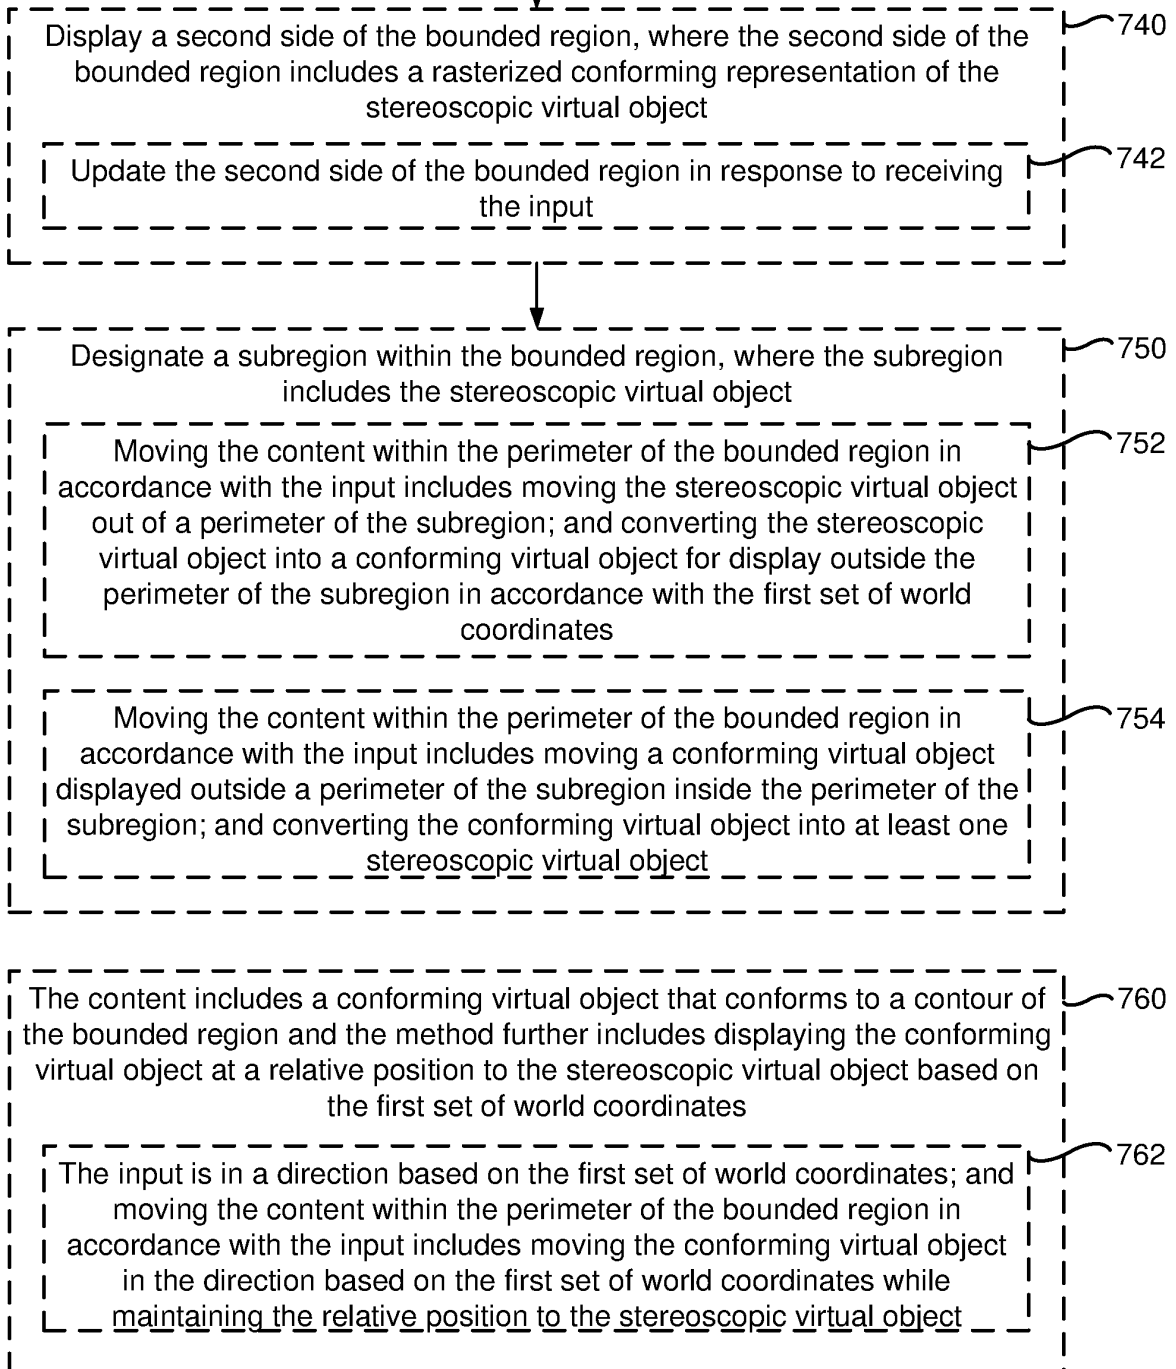 740
Display a second side of the bounded region, where the second side of the
bounded region includes a rasterized conforming representation of the
stereoscopic virtual object
742
Update the second side of the bounded region in response to receiving
the input
750
Designate a subregion within the bounded region, where the subregion
includes the stereoscopic virtual object
752
Moving the content within the perimeter of the bounded region in
accordance with the input includes moving the stereoscopic virtual object
out of a perimeter of the subregion; and converting the stereoscopic
virtual object into a conforming virtual object for display outside the
perimeter of the subregion in accordance with the first set of world
coordinates
754
Moving the content within the perimeter of the bounded region in
accordance with the input includes moving a conforming virtual object
displayed outside a perimeter of the subregion inside the perimeter of the
subregion; and converting the conforming virtual object into at least one
stereoscopic virtual object
760
The content includes a conforming virtual object that conforms to a contour of
the bounded region and the method further includes displaying the conforming
virtual object at a relative position to the stereoscopic virtual object based on
the first set of world coordinates
762
The input is in a direction based on the first set of world coordinates; and
moving the content within the perimeter of the bounded region in
accordance with the input includes moving the conforming virtual object
in the direction based on the first set of world coordinates while
maintaining the relative position to the stereoscopic virtual object